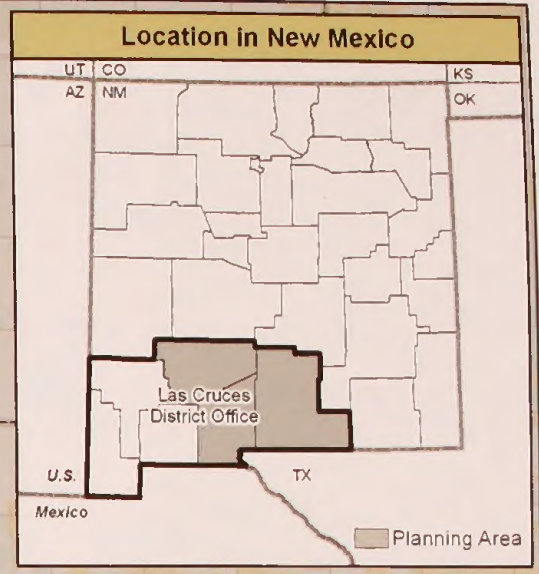 Location in New Mexico
UT CO KS
AZ NM OK
Las Cruces
District Office
U.S. TX
Mexico
Planning Area